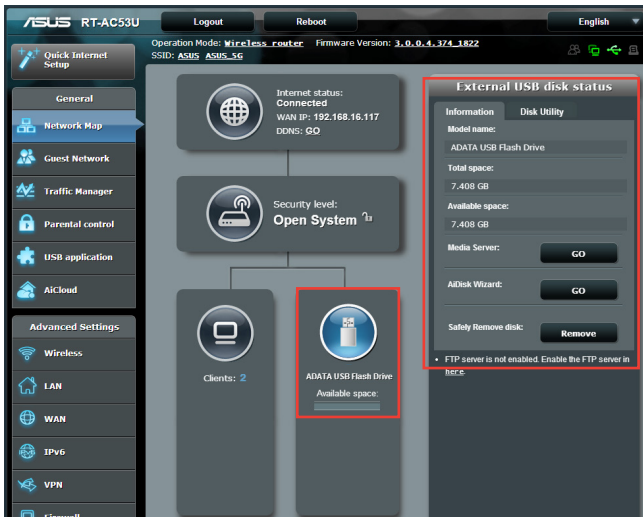 ASUS RT-AC53U Logout Reboot English
Quick Internet
Setup
Operation Mode: Wireless router Firmware Version: 3.0.0.4.374_1822
SSID: ASUS ASUS_5G
General
Network Map
Guest Network
Traffic Manager
Parental control
USB application
AiCloud
Advanced Settings
Wireless
LAN
WAN
IPv6
VPN
Firewall
Internet status:
Connected
WAN IP: 192.168.16.117
DDNS: GO
Security level:
Open System
Clients: 2
ADATA USB Flash Drive
Available space:
External USB disk status
Information Disk Utility
Model name:
ADATA USB Flash Drive
Total space:
7.408 GB
Available space:
7.408 GB
Media Server: GO
AiDisk Wizard: GO
Safely Remove disk: Remove
• FTP server is not enabled. Enable the FTP server in
here.